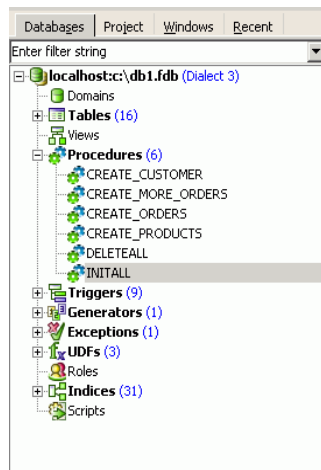 Databases Project Windows Recent
Enter filter string
localhost:c:\db1.fdb (Dialect 3)
Domains
Tables (16)
Views
Procedures (6)
CREATE_CUSTOMER
CREATE_MORE_ORDERS
CREATE_ORDERS
CREATE_PRODUCTS
DELETEALL
INITALL
Triggers (9)
Generators (1)
Exceptions (1)
UDFs (3)
Roles
Indices (31)
Scripts